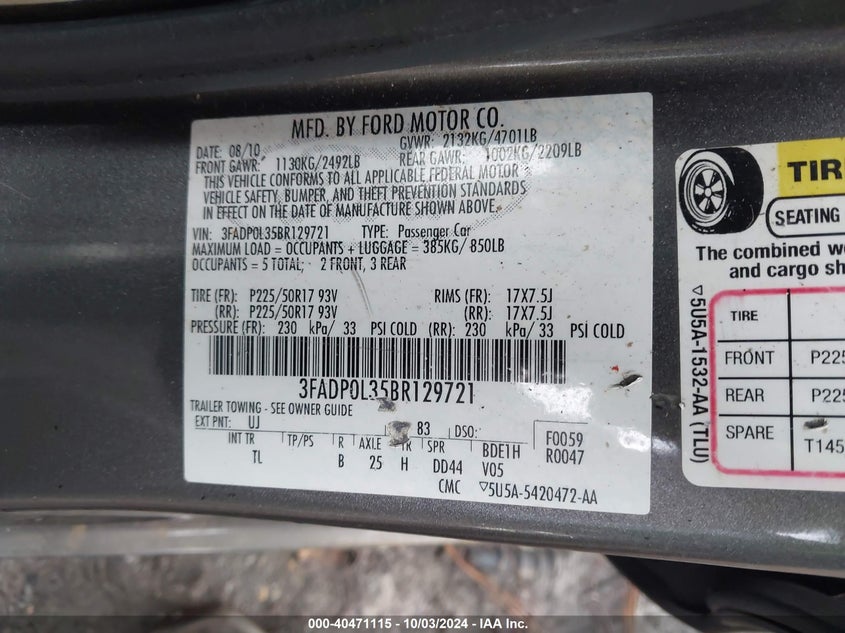 MFD. BY FORD MOTOR CO.
DATE: 08/10 GVWR: 2132KG/4701LB
FRONT GAWR: 1130KG/2492LB REAR GAWR: 1002KG/2209LB
THIS VEHICLE CONFORMS TO ALL APPLICABLE FEDERAL MOTOR
VEHICLE SAFETY, BUMPER, AND THEFT PREVENTION STANDARDS
IN EFFECT ON THE DATE OF MANUFACTURE SHOWN ABOVE.
VIN: 3FADP0L35BR129721 TYPE: Passenger Car
MAXIMUM LOAD = OCCUPANTS + LUGGAGE = 385KG/ 850LB
OCCUPANTS = 5 TOTAL; 2 FRONT, 3 REAR
TIRE (FR): P225/50R17 93V RIMS (FR): 17X7.5J
(RR): P225/50R17 93V (RR): 17X7.5J
PRESSURE (FR): 230 kPa/ 33 PSI COLD (RR): 230 kPa/ 33 PSI COLD
3FADP0L35BR129721
TRAILER TOWING - SEE OWNER GUIDE
EXT PNT: UJ 83 DSO: F0059
INT TR TP/PS R AXLE TR SPR BDE1H R0047
TL B 25 H DD44 V05
CMC ▽5U5A-5420472-AA
TIR
SEATING
The combined we
and cargo sh
▽5U5A-1532-AA (TLU)
TIRE
FRONT P225
REAR P225
SPARE T145
000-40471115 - 10/03/2024 - IAA Inc.